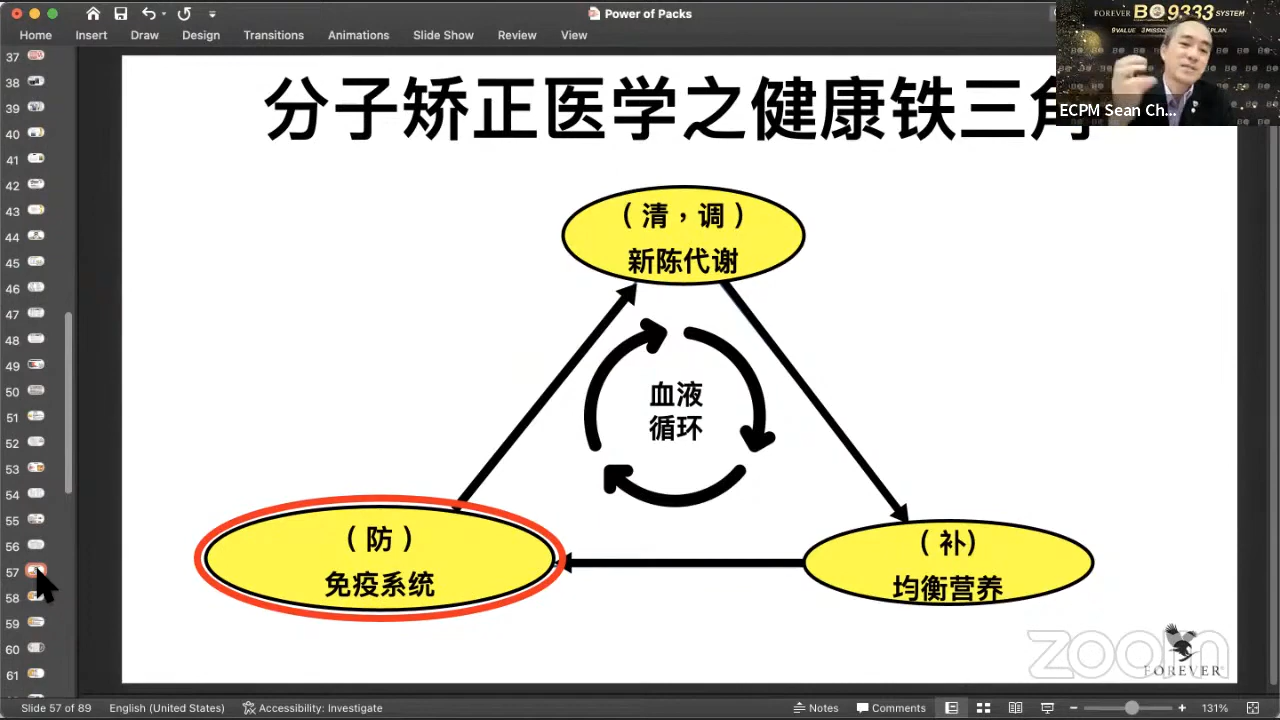 Power of Packs
Home Insert Draw Design Transitions Animations Slide Show Review View
FOREVER BO9333 SYSTEM
ECPM Sean Ch...
分子矫正医学之健康铁三角
（清，调）
新陈代谢
血液
循环
（防）
免疫系统
（补）
均衡营养
zoom
FOREVER
37
38
39
40
41
42
43
44
45
46
47
48
49
50
51
52
53
54
55
56
57
58
59
60
61
Slide 57 of 89 English (United States) Accessibility: Investigate Notes Comments 131%